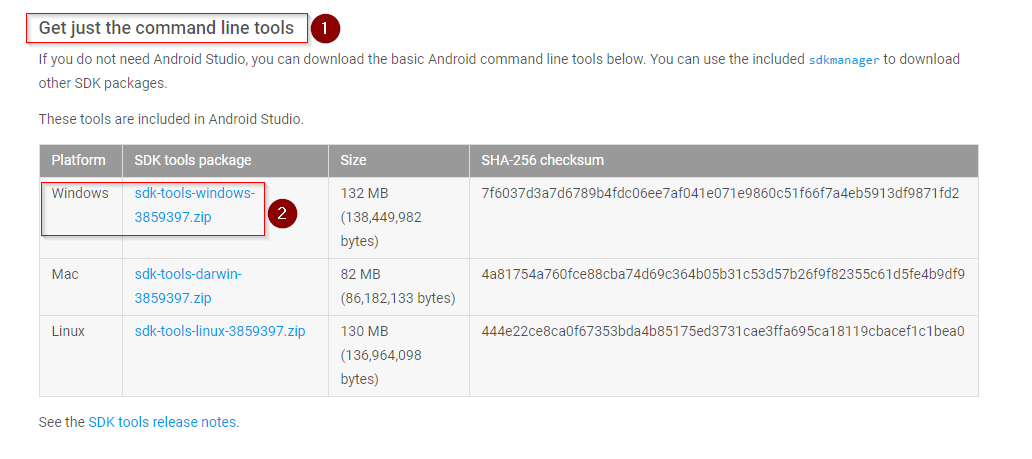 Get just the command line tools
1
If you do not need Android Studio, you can download the basic Android command line tools below. You can use the included sdkmanager to download
other SDK packages.
These tools are included in Android Studio.
Platform SDK tools package Size SHA-256 checksum
Windows sdk-tools-windows- 132 MB 7f6037d3a7d6789b4fdc06ee7af041e071e9860c51f66f7a4eb5913df9871fd2
3859397.zip (138,449,982
2
bytes)
Mac sdk-tools-darwin- 82 MB 4a81754a760fce88cba74d69c364b05b31c53d57b26f9f82355c61d5fe4b9df9
3859397.zip (86,182,133 bytes)
Linux sdk-tools-linux-3859397.zip 130 MB 444e22ce8ca0f67353bda4b85175ed3731cae3ffa695ca18119cbacef1c1bea0
(136,964,098
bytes)
See the SDK tools release notes.